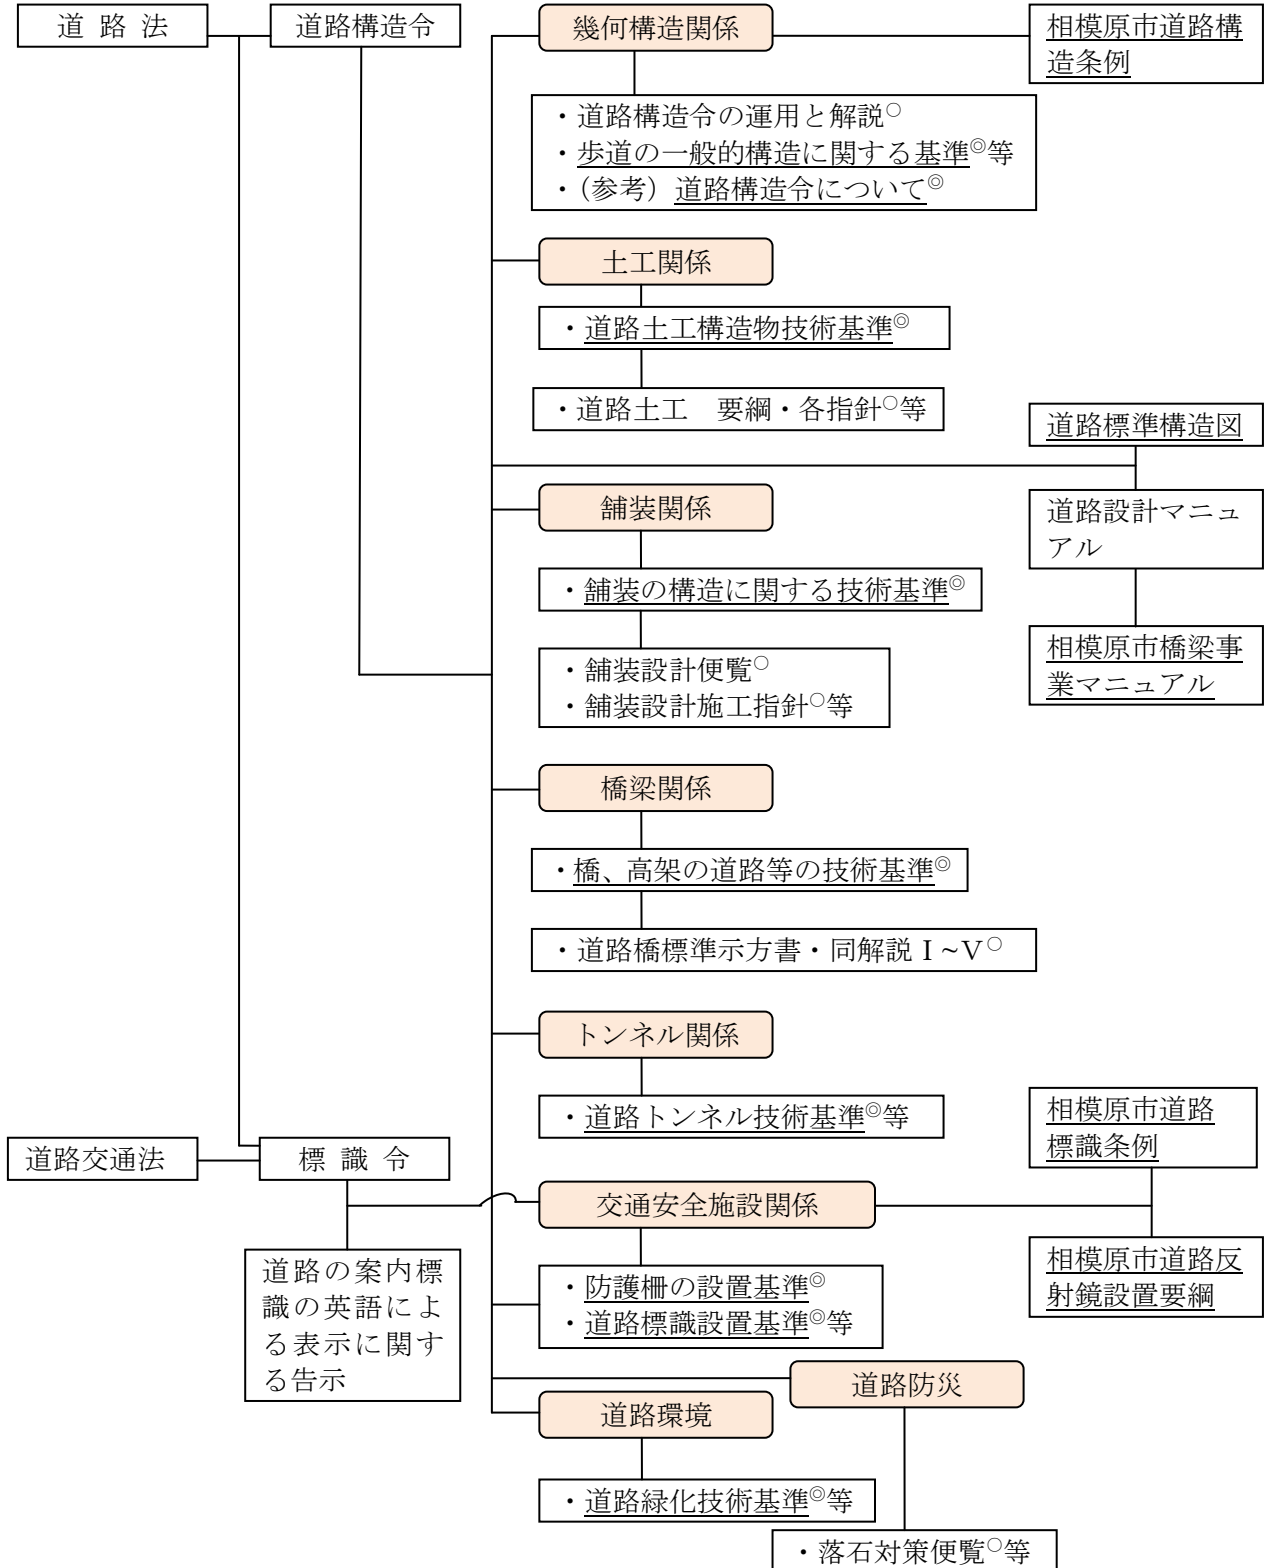 道 路 法
道路構造令
幾何構造関係
相模原市道路構
造条例
・道路構造令の運用と解説○
・歩道の一般的構造に関する基準◎等
・（参考）道路構造令について◎
土工関係
・道路土工構造物技術基準◎
・道路土工　要綱・各指針○等
道路標準構造図
舗装関係
道路設計マニュ
アル
・舗装の構造に関する技術基準◎
相模原市橋梁事
業マニュアル
・舗装設計便覧○
・舗装設計施工指針○等
橋梁関係
・橋、高架の道路等の技術基準◎
・道路橋標準示方書・同解説Ⅰ~Ⅴ○
トンネル関係
・道路トンネル技術基準◎等
相模原市道路
標識条例
道路交通法
標 識 令
交通安全施設関係
道路の案内標
識の英語によ
る表示に関す
る告示
・防護柵の設置基準◎
・道路標識設置基準◎等
相模原市道路反
射鏡設置要綱
道路防災
道路環境
・道路緑化技術基準◎等
・落石対策便覧○等